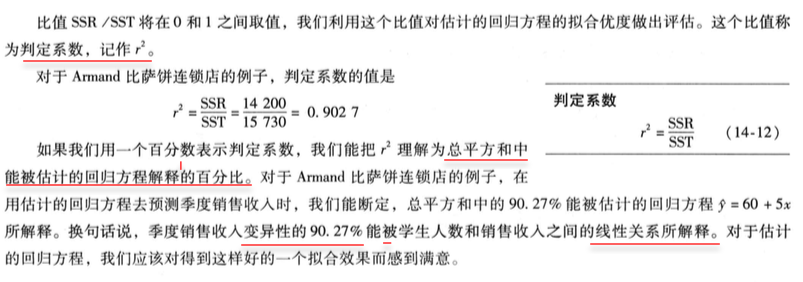 比值 SSR /SST 将在 0 和 1 之间取值，我们利用这个比值对估计的回归方程的拟合优度做出评估。这个比值称
为判定系数，记作 r²。
对于 Armand 比萨饼连锁店的例子，判定系数的值是
r² = SSR/SST = 14 200/15 730 = 0. 902 7
判定系数
r² = SSR/SST （14-12）
如果我们用一个百分数表示判定系数，我们能把 r² 理解为总平方和中
能被估计的回归方程解释的百分比。对于 Armand 比萨饼连锁店的例子，在
用估计的回归方程去预测季度销售收入时，我们能断定，总平方和中的 90. 27% 能被估计的回归方程 ŷ = 60 + 5x
所解释。换句话说，季度销售收入变异性的 90. 27% 能被学生人数和销售收入之间的线性关系所解释。对于估计
的回归方程，我们应该对得到这样好的一个拟合效果而感到满意。